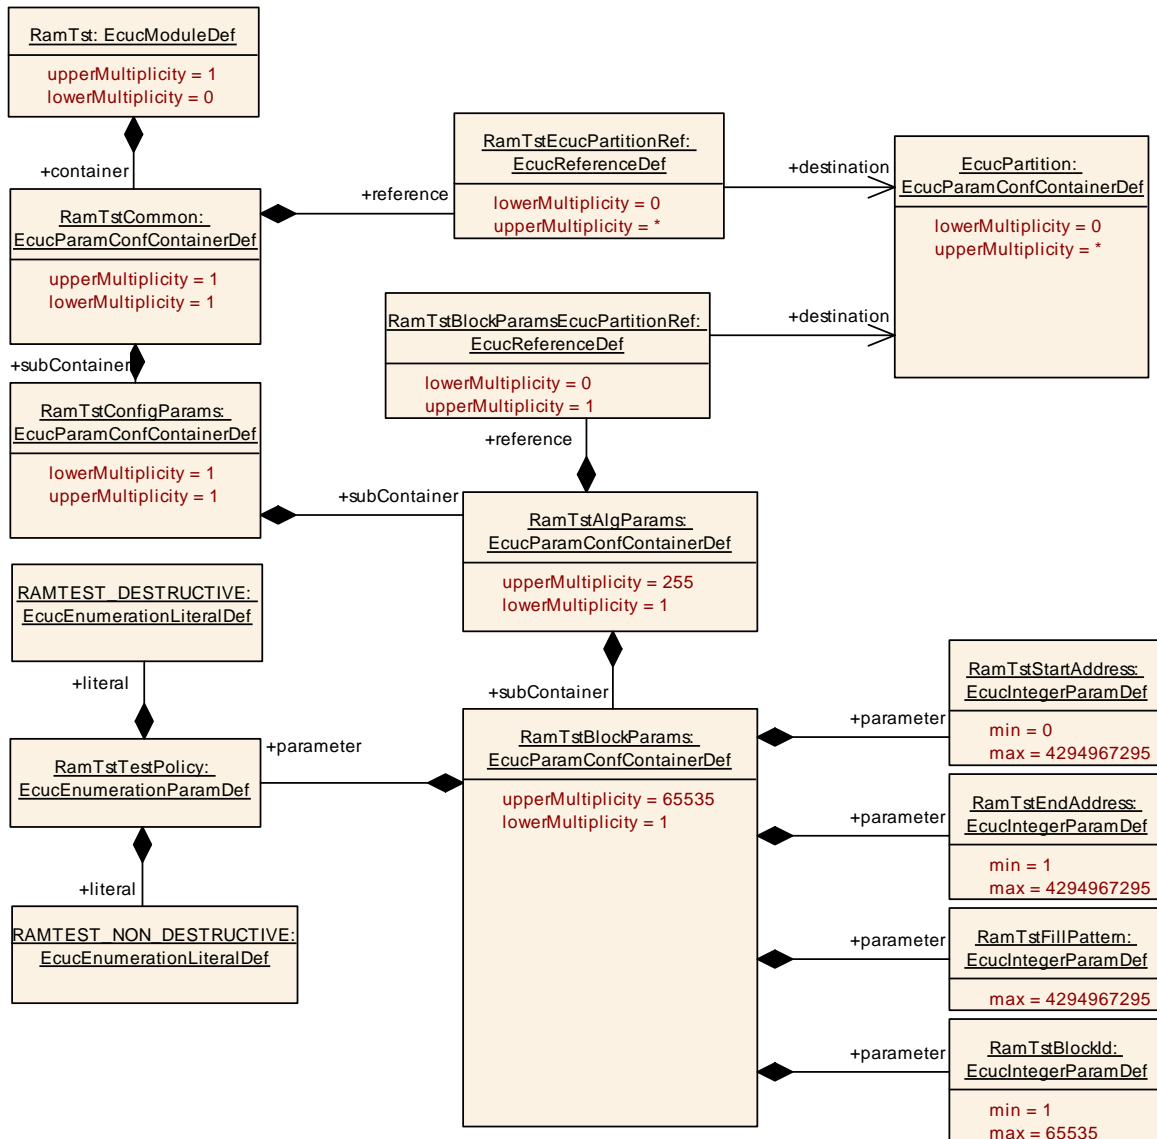 RamTst: EcucModuleDef
upperMultiplicity = 1
lowerMultiplicity = 0
+container
RamTstCommon:
EcucParamConfContainerDef
upperMultiplicity = 1
lowerMultiplicity = 1
+reference
RamTstEcucPartitionRef:
EcucReferenceDef
lowerMultiplicity = 0
upperMultiplicity = *
+destination
EcucPartition:
EcucParamConfContainerDef
lowerMultiplicity = 0
upperMultiplicity = *
RamTstBlockParamsEcucPartitionRef:
EcucReferenceDef
lowerMultiplicity = 0
upperMultiplicity = 1
+destination
+reference
+subContainer
RamTstConfigParams:
EcucParamConfContainerDef
lowerMultiplicity = 1
upperMultiplicity = 1
+subContainer
RamTstAlgParams:
EcucParamConfContainerDef
upperMultiplicity = 255
lowerMultiplicity = 1
RAMTEST_DESTRUCTIVE:
EcucEnumerationLiteralDef
+literal
RamTstTestPolicy:
EcucEnumerationParamDef
+literal
RAMTEST_NON_DESTRUCTIVE:
EcucEnumerationLiteralDef
+parameter
+subContainer
RamTstBlockParams:
EcucParamConfContainerDef
upperMultiplicity = 65535
lowerMultiplicity = 1
+parameter
RamTstStartAddress:
EcucIntegerParamDef
min = 0
max = 4294967295
+parameter
RamTstEndAddress:
EcucIntegerParamDef
min = 1
max = 4294967295
+parameter
RamTstFillPattern:
EcucIntegerParamDef
max = 4294967295
+parameter
RamTstBlockId:
EcucIntegerParamDef
min = 1
max = 65535